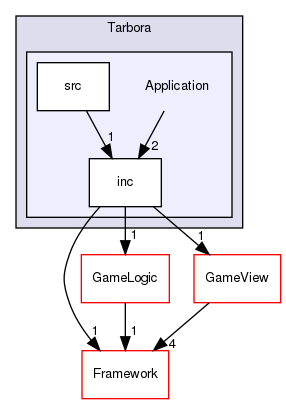 Tarbora
src
Application
1
2
inc
1
1
GameLogic
GameView
1
1
4
Framework